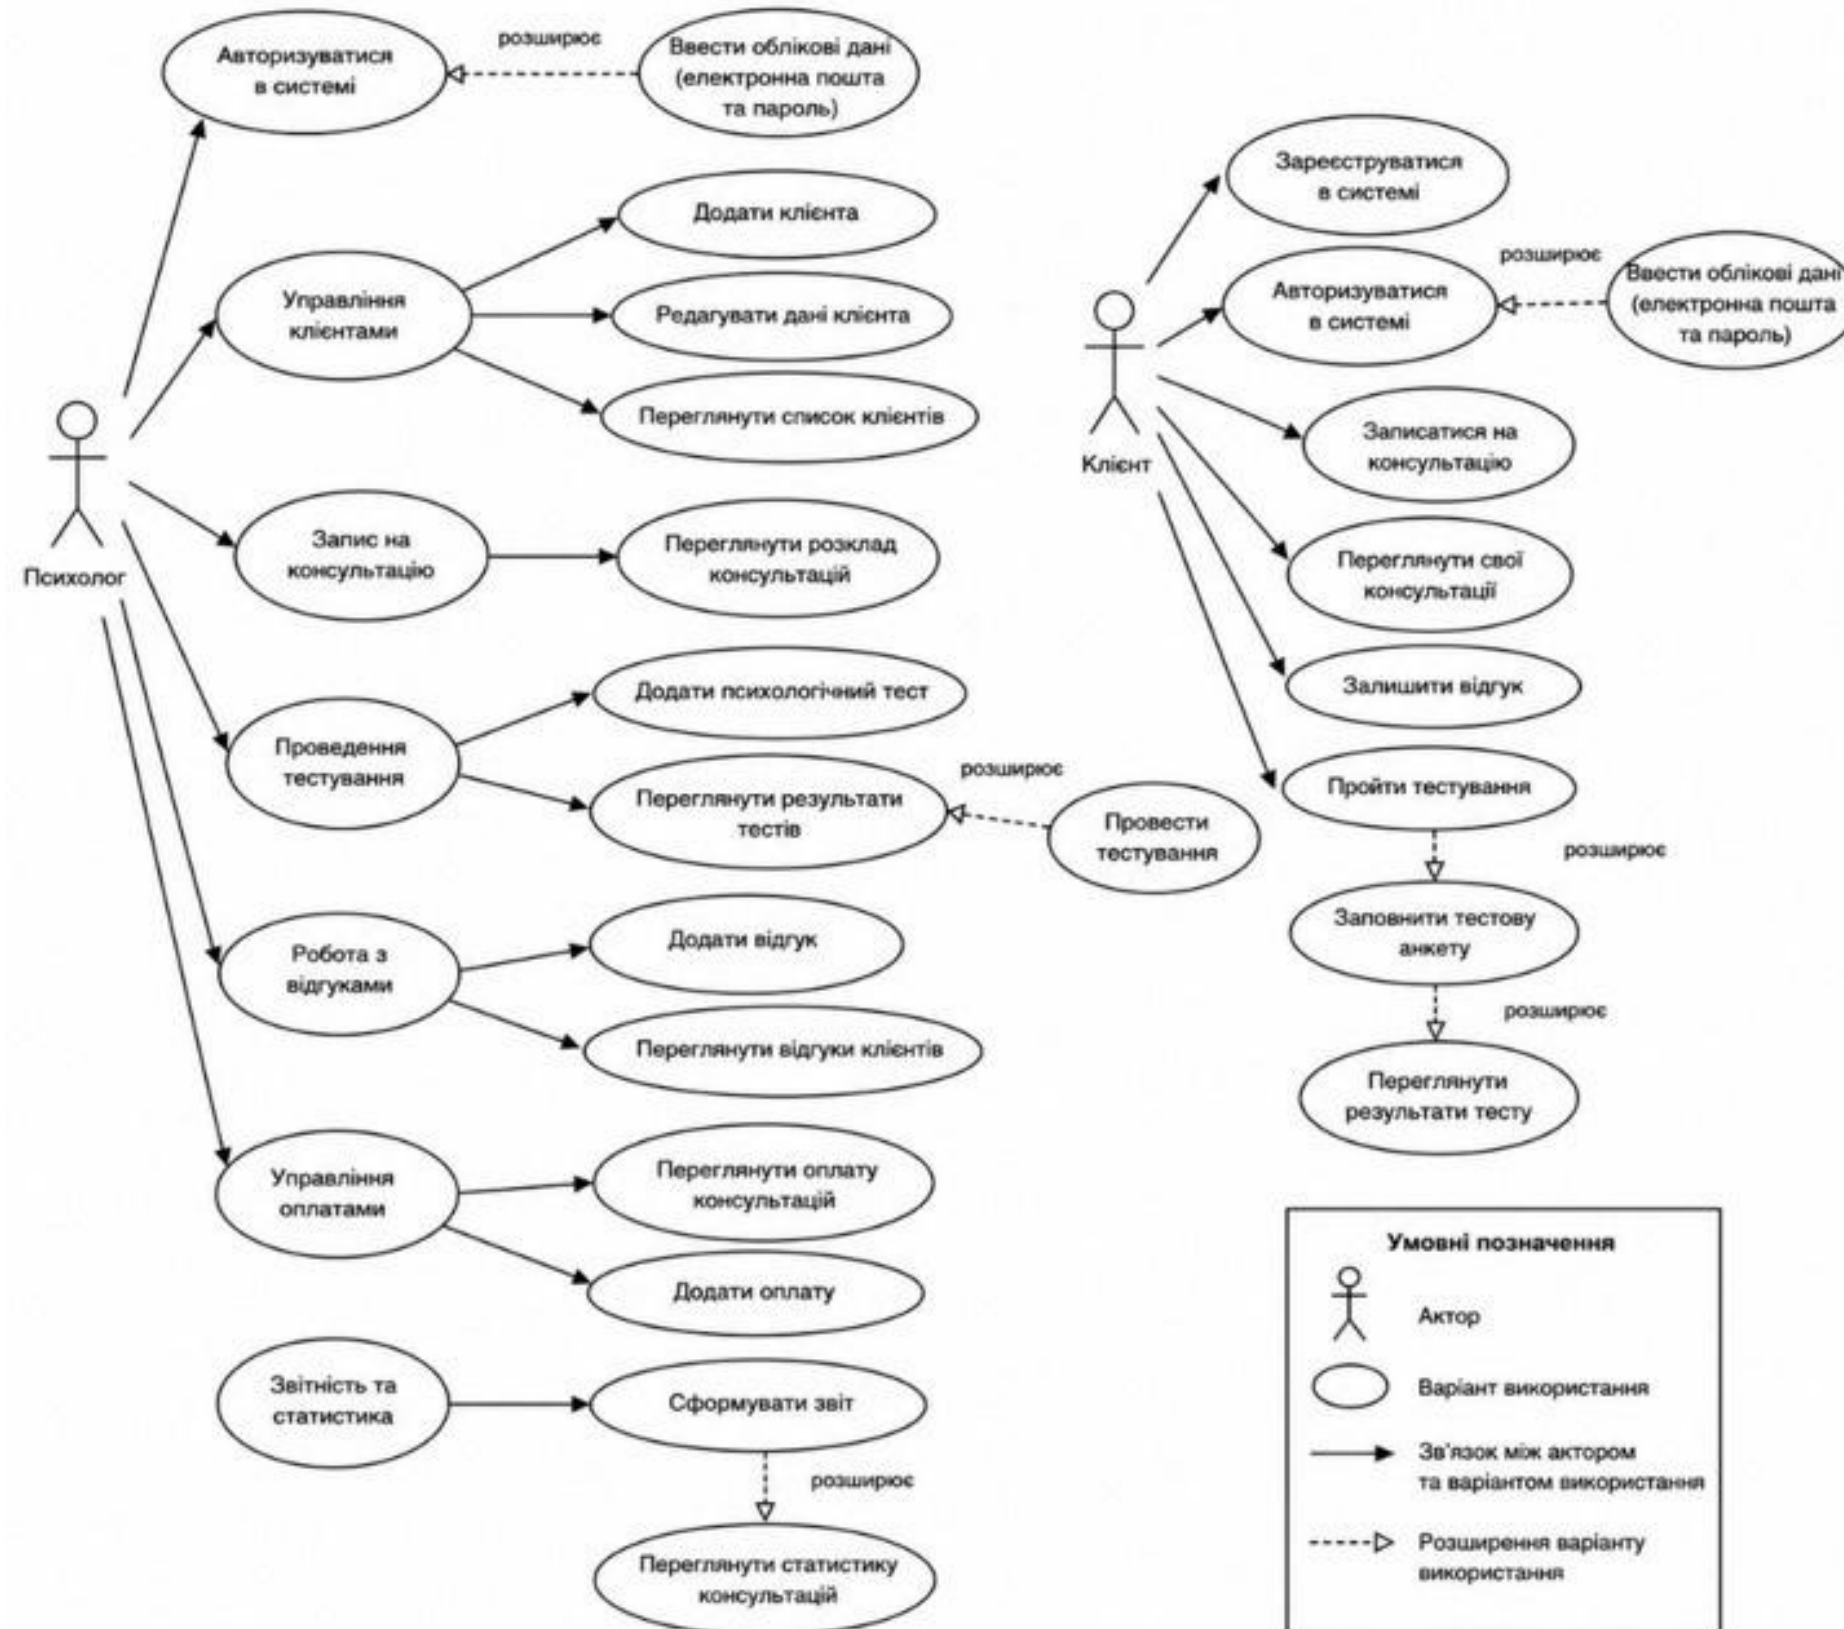 Авторизуватися
в системі
розширює
Ввести облікові дані
(електронна пошта
та пароль)
Додати клієнта
Управління
клієнтами
Редагувати дані клієнта
Переглянути список клієнтів
Психолог
Запис на
консультацію
Переглянути розклад
консультацій
Проведення
тестування
Додати психологічний тест
Переглянути результати
тестів
розширює
Провести
тестування
Робота з
відгуками
Додати відгук
Переглянути відгуки клієнтів
Управління
оплатами
Переглянути оплату
консультацій
Додати оплату
Звітність та
статистика
Сформувати звіт
розширює
Переглянути статистику
консультацій
Зареєструватися
в системі
Авторизуватися
в системі
розширює
Ввести облікові дані
(електронна пошта
та пароль)
Клієнт
Записатися на
консультацію
Переглянути свої
консультації
Залишити відгук
Пройти тестування
розширює
Заповнити тестову
анкету
розширює
Переглянути
результати тесту
Умовні позначення
Актор
Варіант використання
Зв'язок між актором
та варіантом використання
Розширення варіанту
використання